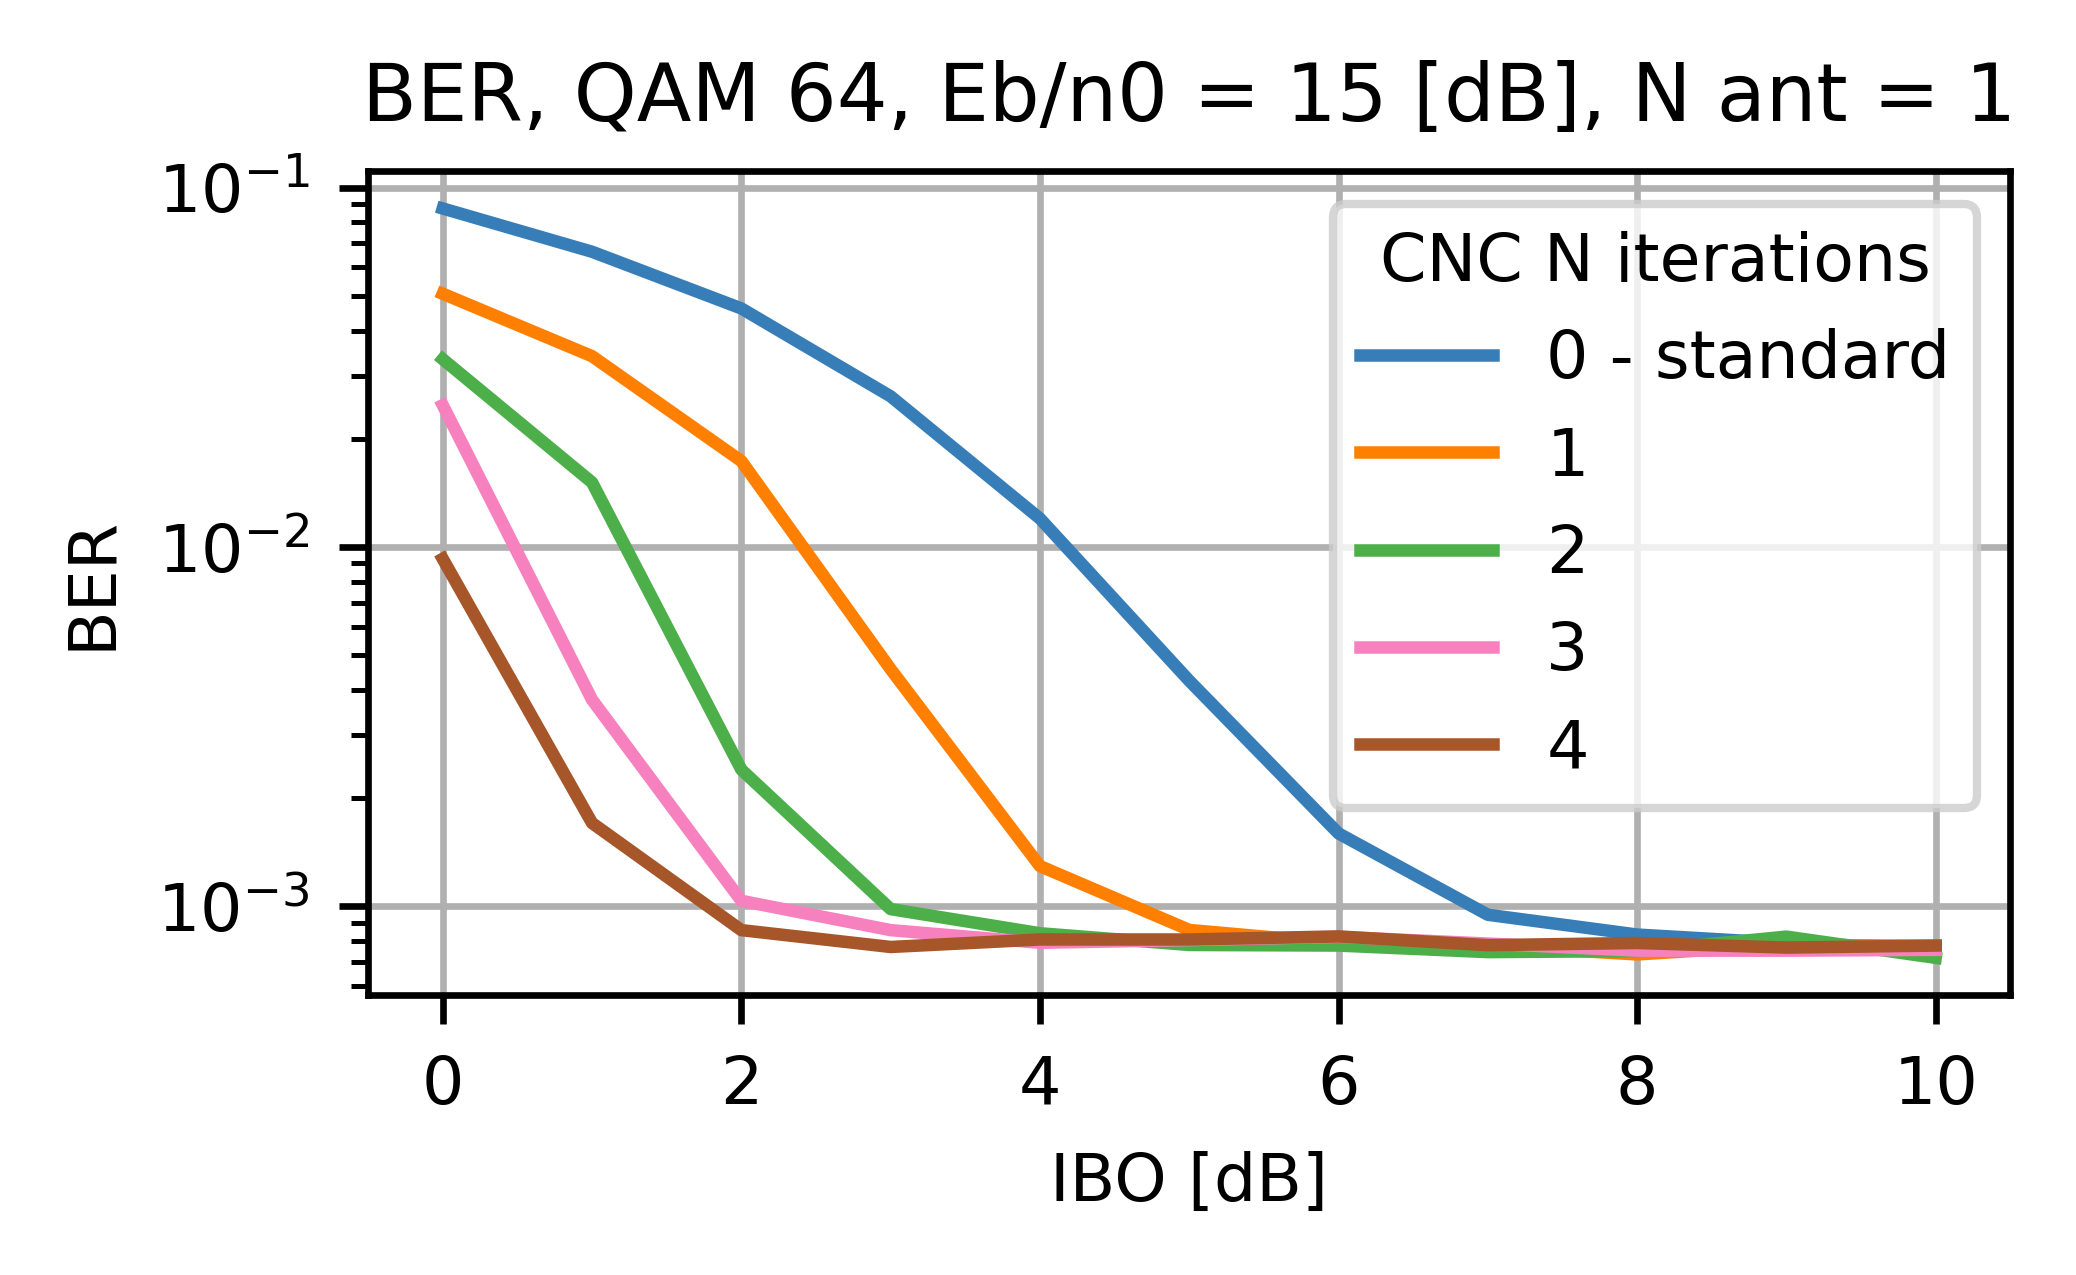 BER, QAM 64, Eb/n0 = 15 [dB], N ant = 1
10⁻¹
10⁻²
10⁻³
BER
CNC N iterations
0 - standard
1
2
3
4
0 2 4 6 8 10
IBO [dB]